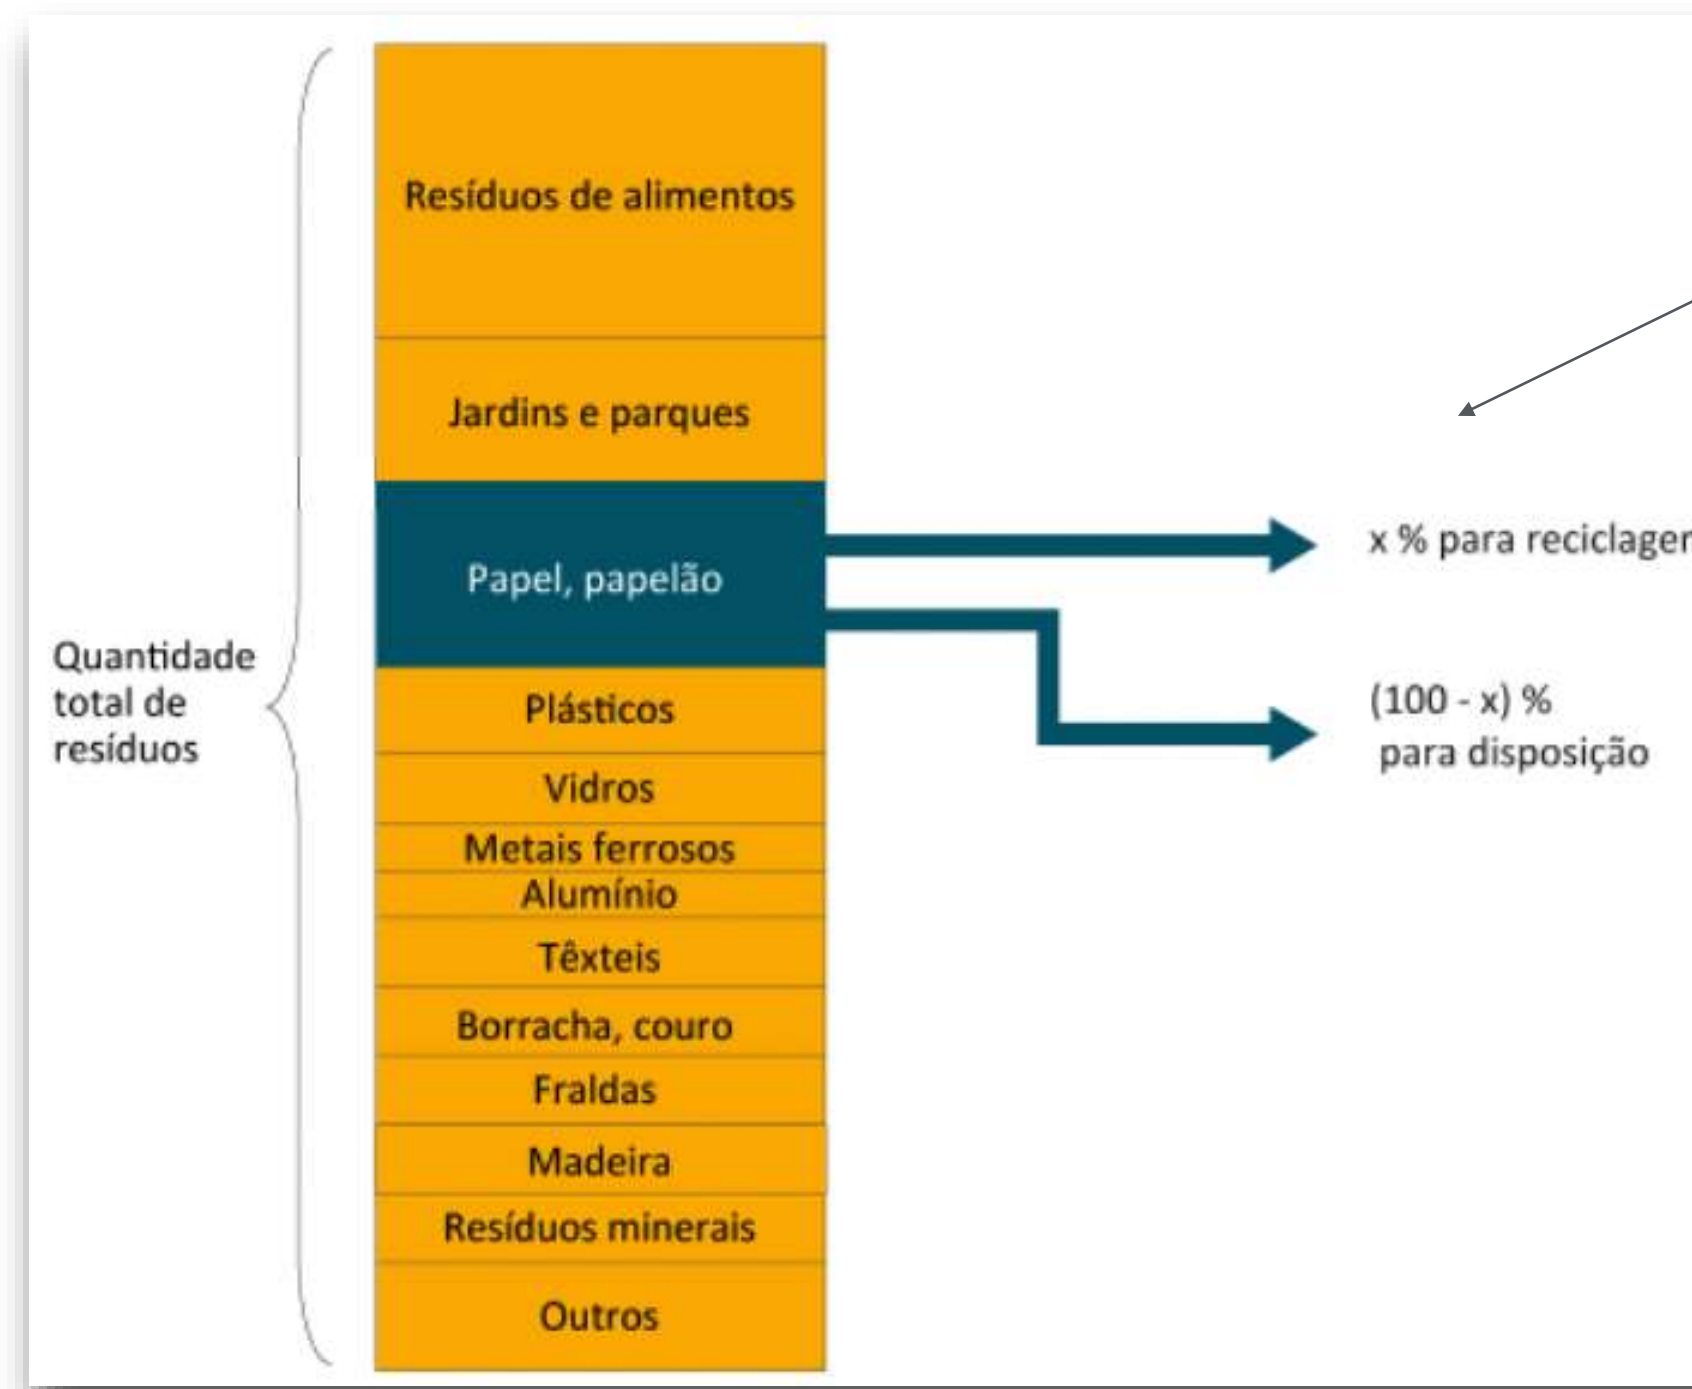 Resíduos de alimentos
Jardins e parques
Papel, papelão
x % para reciclager
Quantidade
total de
resíduos
(100 - x) %
para disposição
Plásticos
Vidros
Metais ferrosos
Alumínio
Têxteis
Borracha, couro
Fraldas
Madeira
Resíduos minerais
Outros